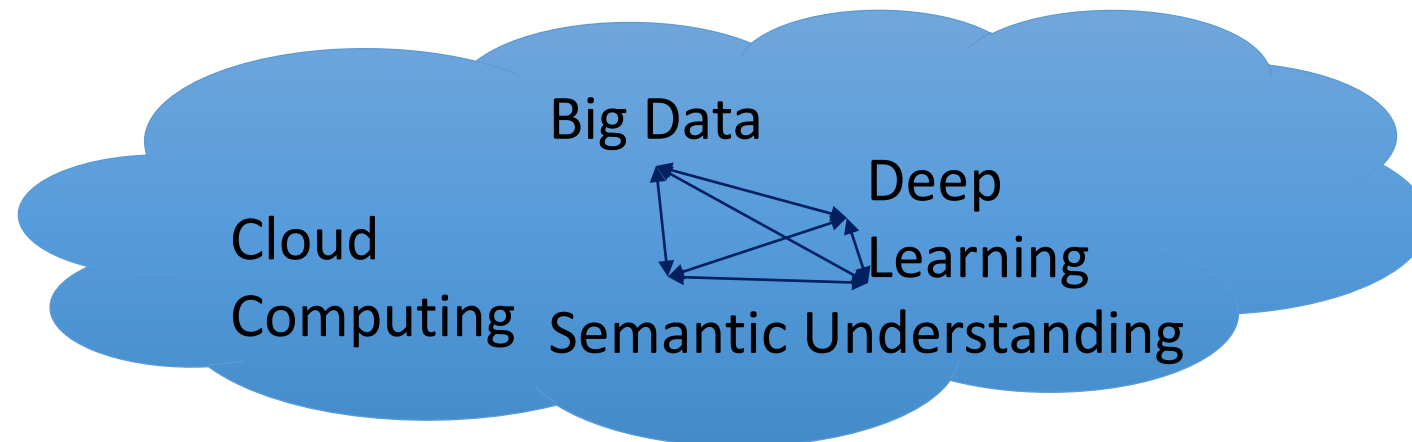 Big Data
Deep
Learning
Cloud
Computing
Semantic Understanding